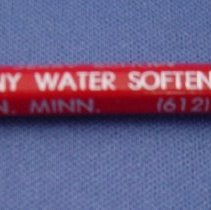 NY WATER SOFTEN
N. MINN. (612)